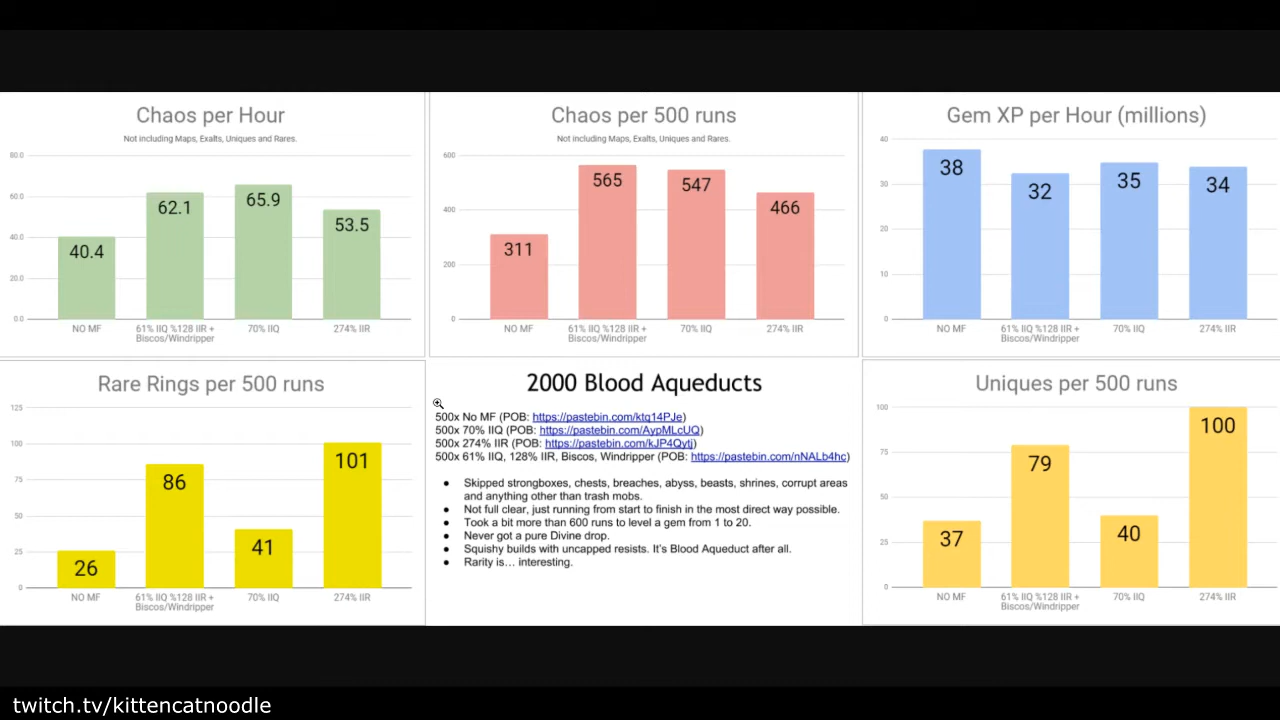 Chaos per Hour
Not including Maps, Exalts, Uniques and Rares.
80.0
60.0
40.0
20.0
0.0
40.4
62.1
65.9
53.5
NO MF
61% IIQ %128 IIR +
Biscos/Windripper
70% IIQ
274% IIR
Chaos per 500 runs
Not including Maps, Exalts, Uniques and Rares.
600
400
200
0
311
565
547
466
NO MF
61% IIQ %128 IIR +
Biscos/Windripper
70% IIQ
274% IIR
Gem XP per Hour (millions)
40
30
20
10
0
38
32
35
34
NO MF
61% IIQ %128 IIR +
Biscos/Windripper
70% IIQ
274% IIR
Rare Rings per 500 runs
125
100
75
50
25
0
26
86
41
101
NO MF
61% IIQ %128 IIR +
Biscos/Windripper
70% IIQ
274% IIR
2000 Blood Aqueducts
500x No MF (POB: https://pastebin.com/ktq14PJe)
500x 70% IIQ (POB: https://pastebin.com/AypMLcUQ)
500x 274% IIR (POB: https://pastebin.com/kJP4Qytj)
500x 61% IIQ, 128% IIR, Biscos, Windripper (POB: https://pastebin.com/nNALb4hc)
● Skipped strongboxes, chests, breaches, abyss, beasts, shrines, corrupt areas
and anything other than trash mobs.
● Not full clear, just running from start to finish in the most direct way possible.
● Took a bit more than 600 runs to level a gem from 1 to 20.
● Never got a pure Divine drop.
● Squishy builds with uncapped resists. It's Blood Aqueduct after all.
● Rarity is… interesting.
Uniques per 500 runs
100
75
50
25
0
37
79
40
100
NO MF
61% IIQ %128 IIR +
Biscos/Windripper
70% IIQ
274% IIR
twitch.tv/kittencatnoodle